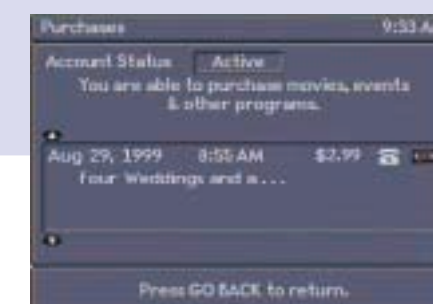 Purchases 9:53 A
Account Status Active
You are able to purchase movies, events
& other programs.
Aug 29, 1999 8:55 AM $2.99
Four Weddings and a...
Press GO BACK to return.